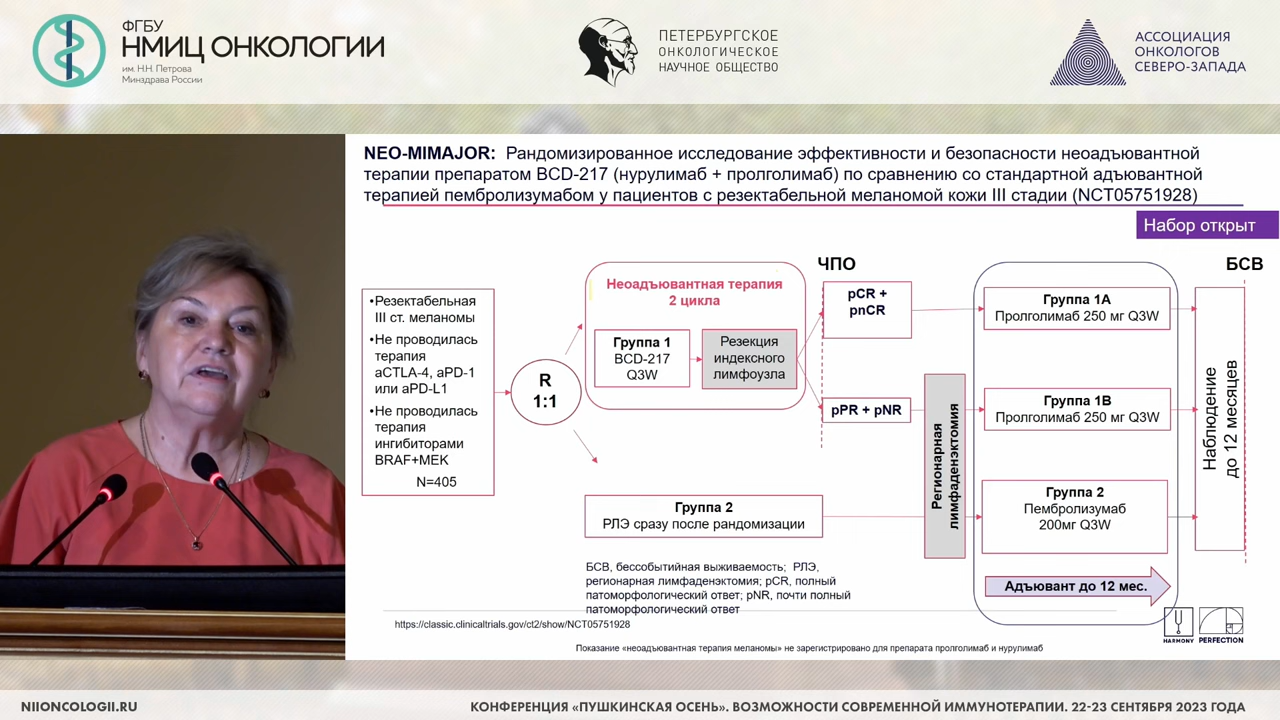 ФГБУ
НМИЦ ОНКОЛОГИИ
им. Н.Н. Петрова
Минздрава России
ПЕТЕРБУРГСКОЕ
ОНКОЛОГИЧЕСКОЕ
НАУЧНОЕ ОБЩЕСТВО
АССОЦИАЦИЯ
ОНКОЛОГОВ
СЕВЕРО-ЗАПАДА
NEO-MIMAJOR: Рандомизированное исследование эффективности и безопасности неоадъювантной
терапии препаратом BCD-217 (нурулимаб + пролголимаб) по сравнению со стандартной адъювантной
терапией пембролизумабом у пациентов с резектабельной меланомой кожи III стадии (NCT05751928)
Набор открыт
•Резектабельная
III ст. меланомы
•Не проводилась
терапия
aCTLA-4, aPD-1
или aPD-L1
•Не проводилась
терапия
ингибиторами
BRAF+MEK
N=405
R
1:1
Неоадъювантная терапия
2 цикла
Группа 1
BCD-217
Q3W
Резекция
индексного
лимфоузла
ЧПО
pCR +
pnCR
pPR + pNR
Группа 2
РЛЭ сразу после рандомизации
Регионарная
лимфаденэктомия
Группа 1А
Пролголимаб 250 мг Q3W
Группа 1В
Пролголимаб 250 мг Q3W
Группа 2
Пембролизумаб
200мг Q3W
Адъювант до 12 мес.
БСВ
Наблюдение
до 12 месяцев
БСВ, бессобытийная выживаемость; РЛЭ,
регионарная лимфаденэктомия; pCR, полный
патоморфологический ответ; pNR, почти полный
патоморфологический ответ
https://classic.clinicaltrials.gov/ct2/show/NCT05751928
HARMONY
PERFECTION
Показание «неоадъювантная терапия меланомы» не зарегистрировано для препарата пролголимаб и нурулимаб
NIIONCOLOGII.RU
КОНФЕРЕНЦИЯ «ПУШКИНСКАЯ ОСЕНЬ». ВОЗМОЖНОСТИ СОВРЕМЕННОЙ ИММУНОТЕРАПИИ. 22-23 СЕНТЯБРЯ 2023 ГОДА